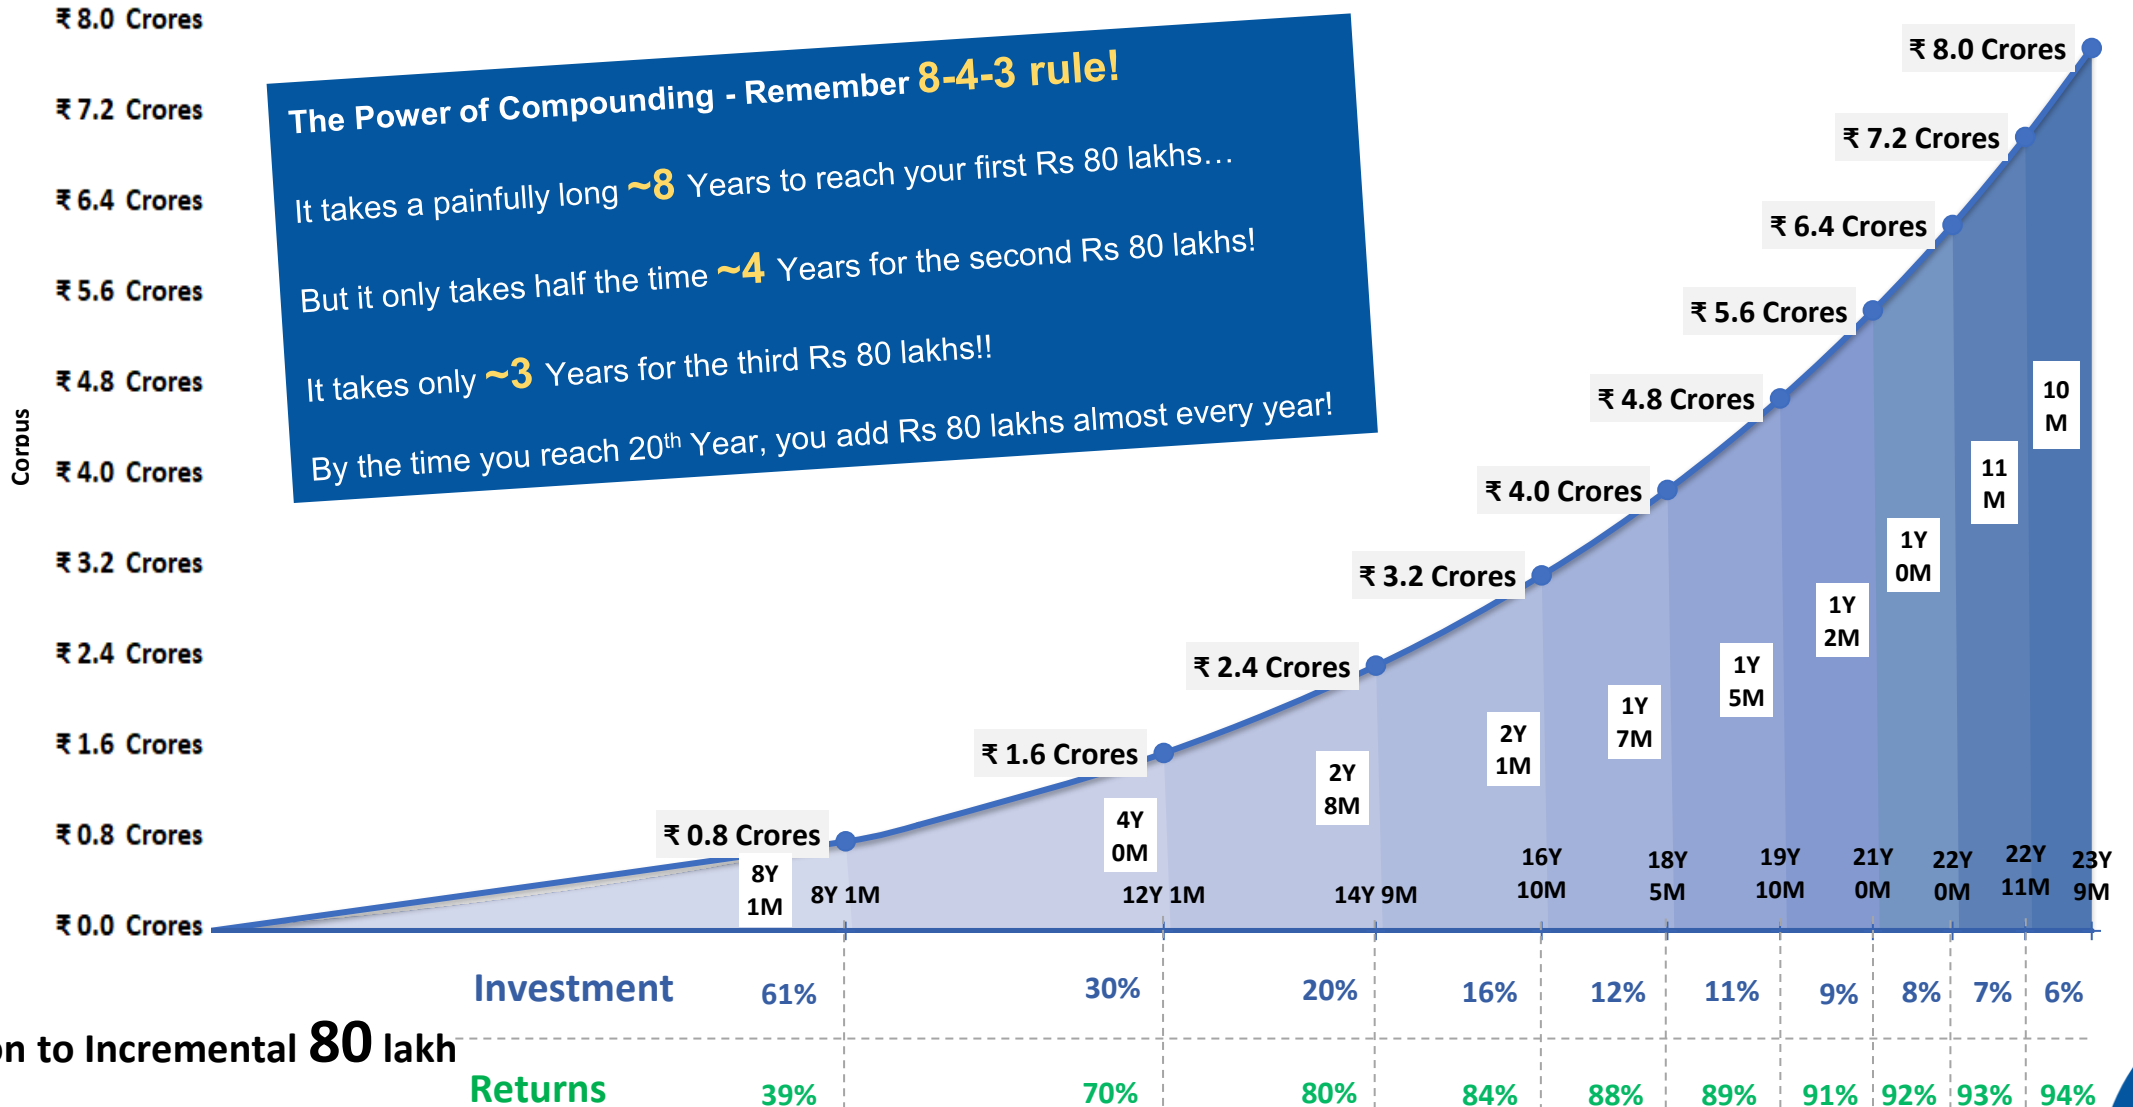 ₹ 8.0 Crores
₹ 7.2 Crores
₹ 6.4 Crores
₹ 5.6 Crores
₹ 4.8 Crores
₹ 4.0 Crores
₹ 3.2 Crores
₹ 2.4 Crores
₹ 1.6 Crores
₹ 0.8 Crores
₹ 0.0 Crores
Corpus
The Power of Compounding - Remember 8-4-3 rule!
It takes a painfully long ~8 Years to reach your first Rs 80 lakhs…
But it only takes half the time ~4 Years for the second Rs 80 lakhs!
It takes only ~3 Years for the third Rs 80 lakhs!!
By the time you reach 20th Year, you add Rs 80 lakhs almost every year!
₹ 8.0 Crores
₹ 7.2 Crores
₹ 6.4 Crores
₹ 5.6 Crores
₹ 4.8 Crores
₹ 4.0 Crores
₹ 3.2 Crores
₹ 2.4 Crores
₹ 1.6 Crores
₹ 0.8 Crores
8Y
1M
4Y
0M
2Y
8M
2Y
1M
1Y
7M
1Y
5M
1Y
2M
1Y
0M
11
M
10
M
8Y 1M
12Y 1M
14Y 9M
16Y
10M
18Y
5M
19Y
10M
21Y
0M
22Y
0M
22Y
11M
23Y
9M
Investment 61% 30% 20% 16% 12% 11% 9% 8% 7% 6%
to Incremental 80 lakh
Returns 39% 70% 80% 84% 88% 89% 91% 92% 93% 94%